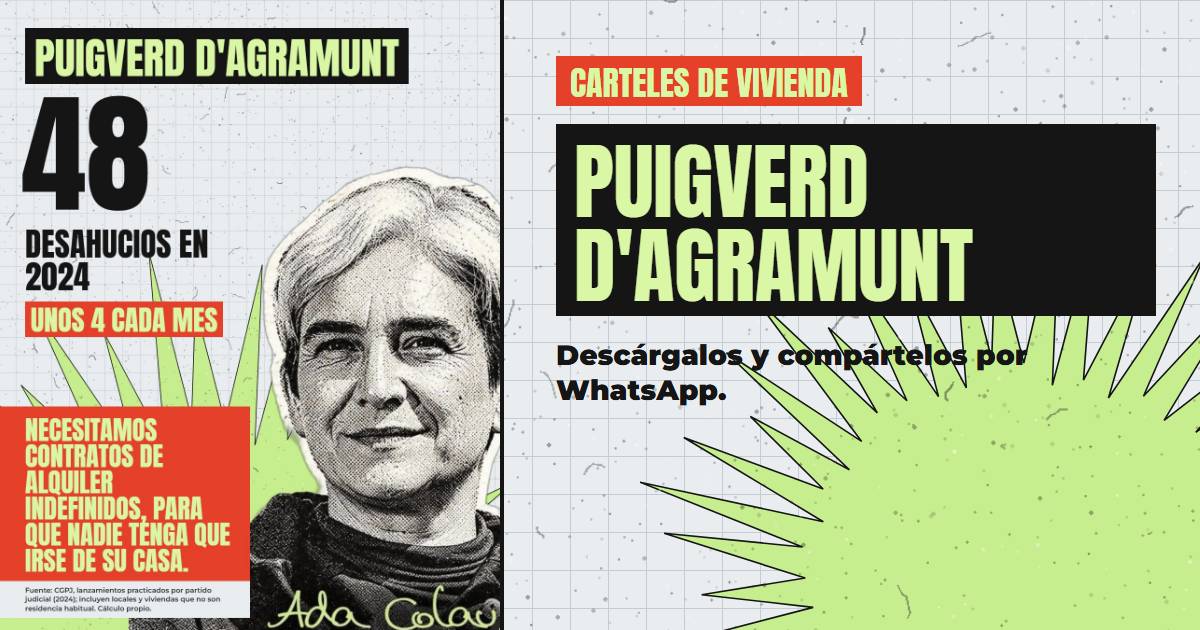 PUIGVERD D'AGRAMUNT
48
DESAHUCIOS EN
2024
UNOS 4 CADA MES
NECESITAMOS
CONTRATOS DE
ALQUILER
INDEFINIDOS, PARA
QUE NADIE TENGA QUE
IRSE DE SU CASA.
Fuente: CGPJ, lanzamientos practicados por partido
judicial (2024); incluyen locales y viviendas que no son
residencia habitual. Cálculo propio.
Ada Colau
CARTELES DE VIVIENDA
PUIGVERD
D'AGRAMUNT
Descárgalos y compártelos por
WhatsApp.